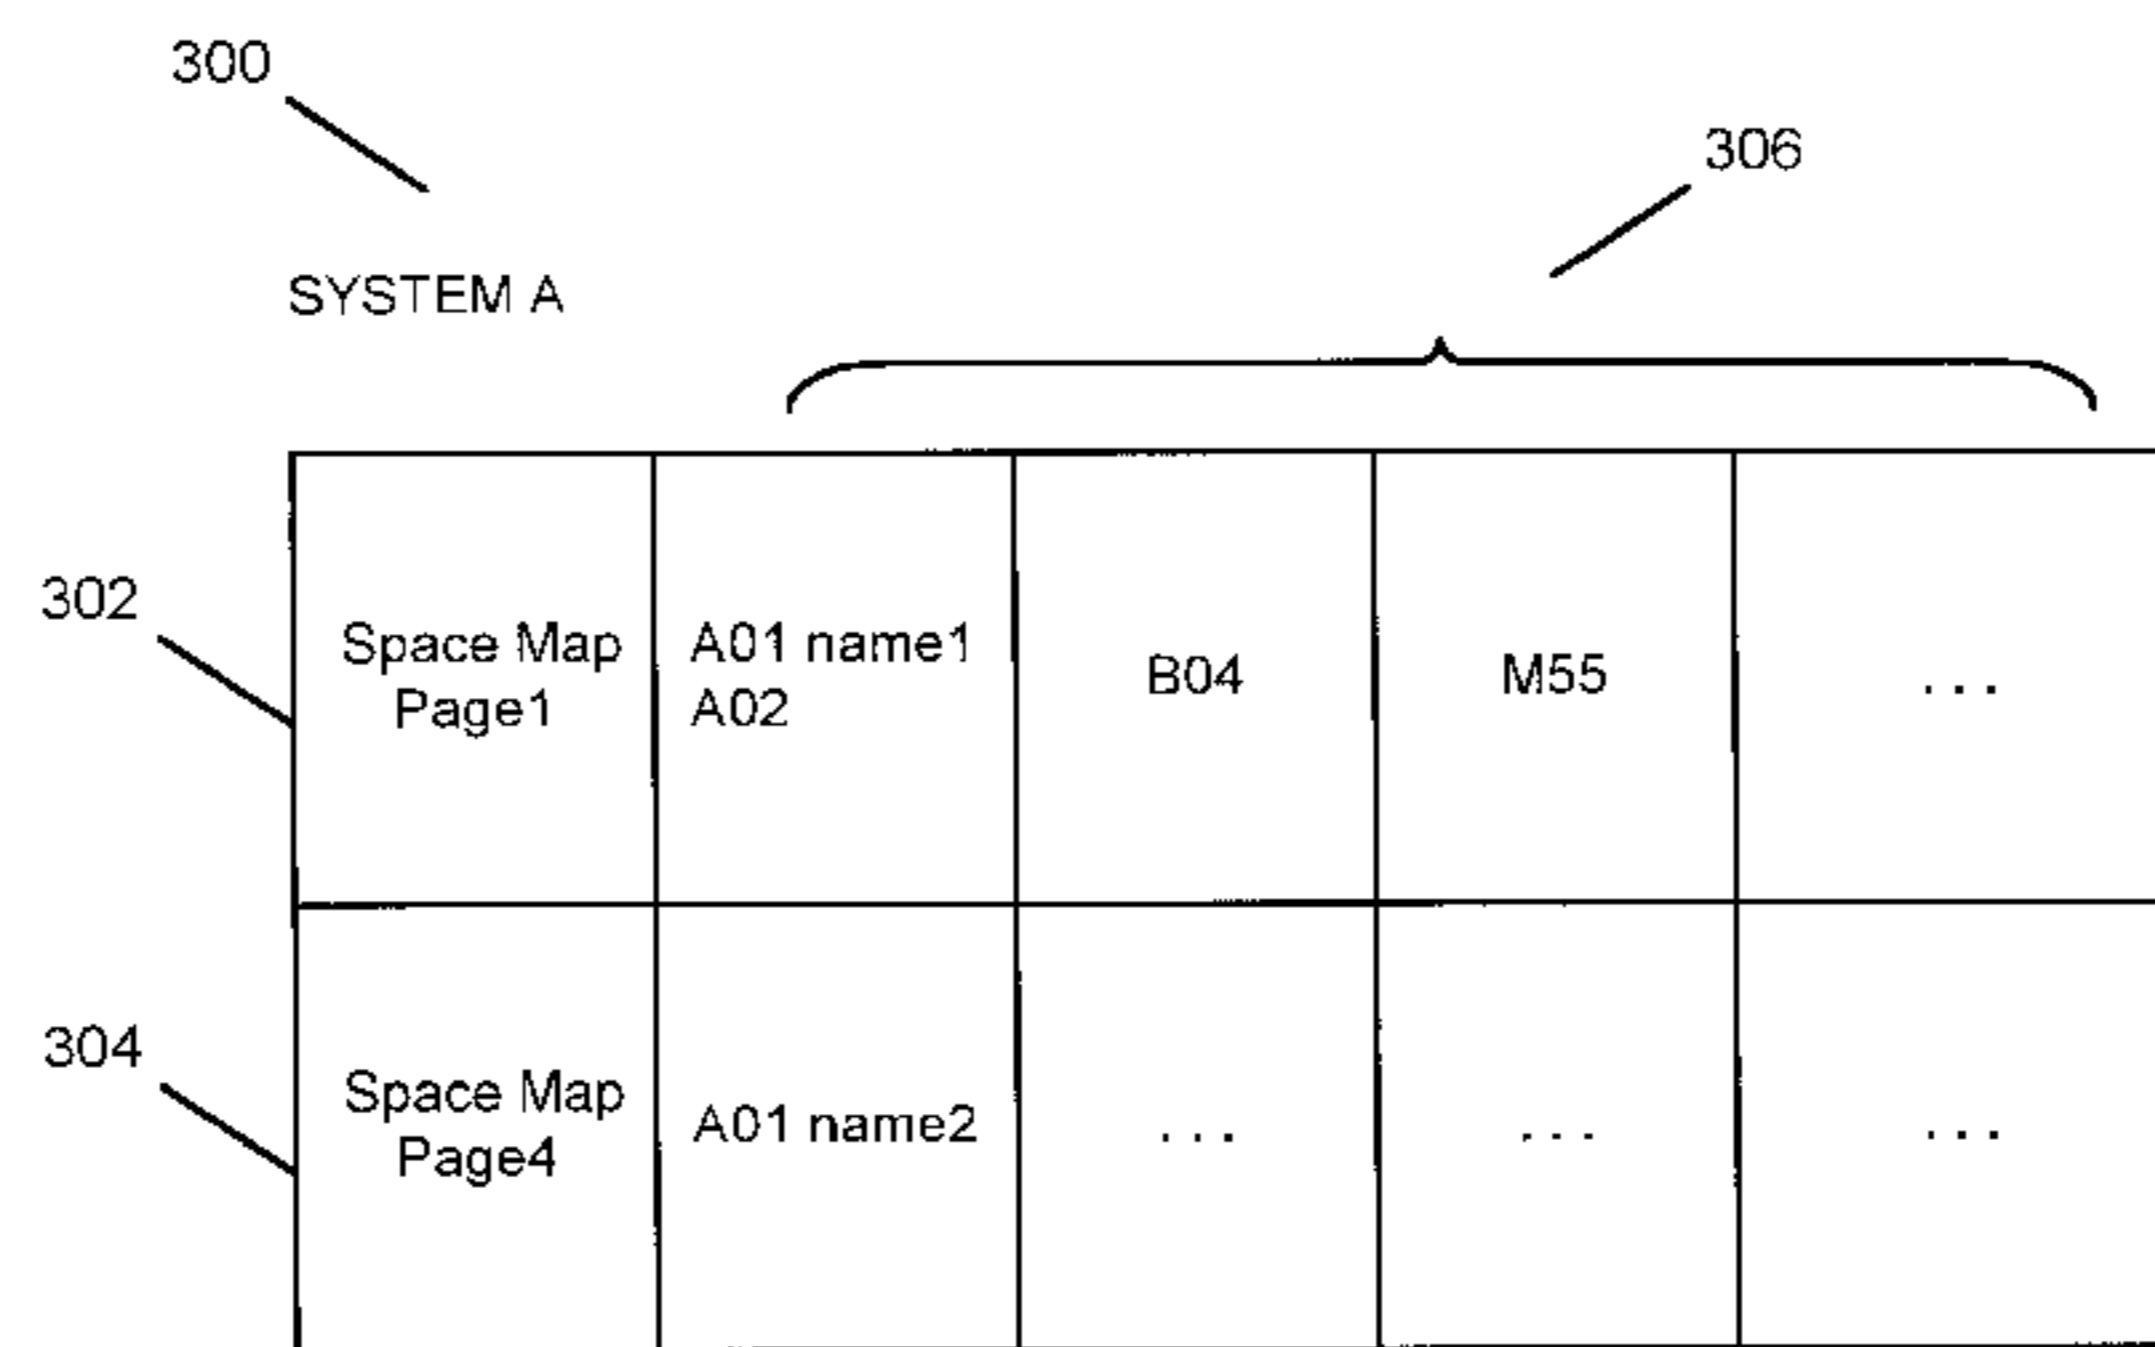 300
306
SYSTEM A
302
Space Map
Page1
A01 name1
A02
B04
M55
...
304
Space Map
Page4
A01 name2
...
...
...